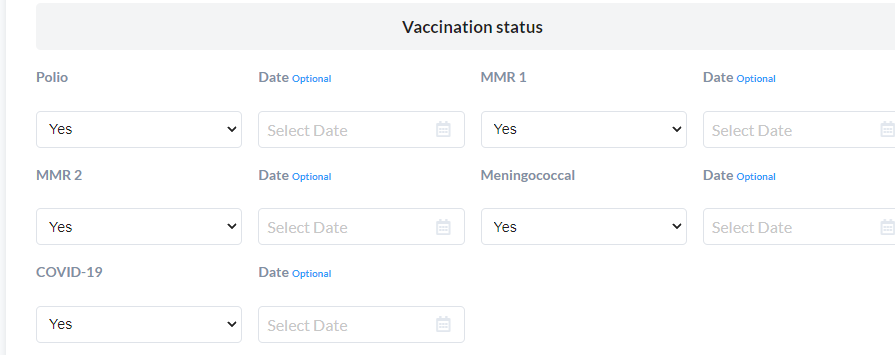 Vaccination status
Polio Date Optional MMR 1 Date Optional
Yes Select Date Yes Select Date
MMR 2 Date Optional Meningococcal Date Optional
Yes Select Date Yes Select Date
COVID-19 Date Optional
Yes Select Date